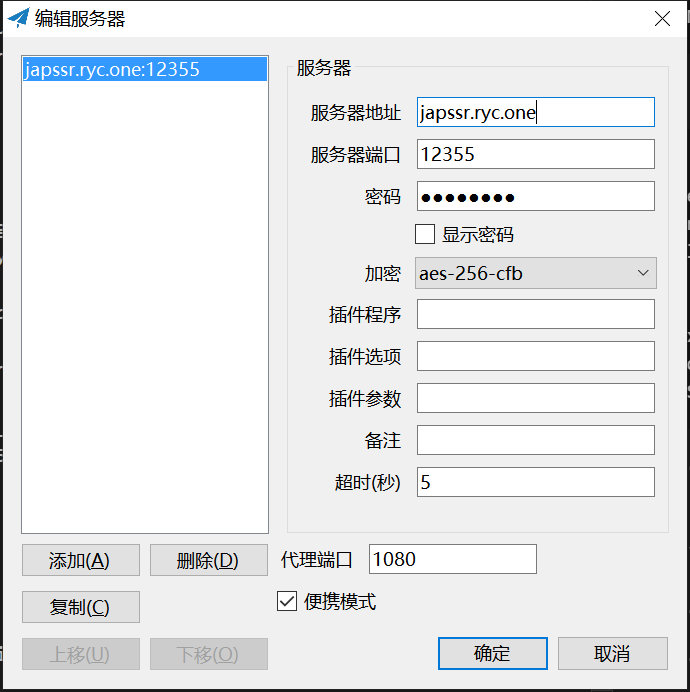 编辑服务器
japssr.ryc.one:12355
服务器
服务器地址 japssr.ryc.one
服务器端口 12355
密码 ●●●●●●●●
显示密码
加密 aes-256-cfb
插件程序
插件选项
插件参数
备注
超时(秒) 5
添加(A) 删除(D) 代理端口 1080
复制(C) 便携模式
上移(U) 下移(O) 确定 取消